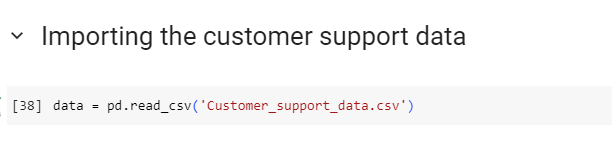 Importing the customer support data
[38] data = pd.read_csv('Customer_support_data.csv')